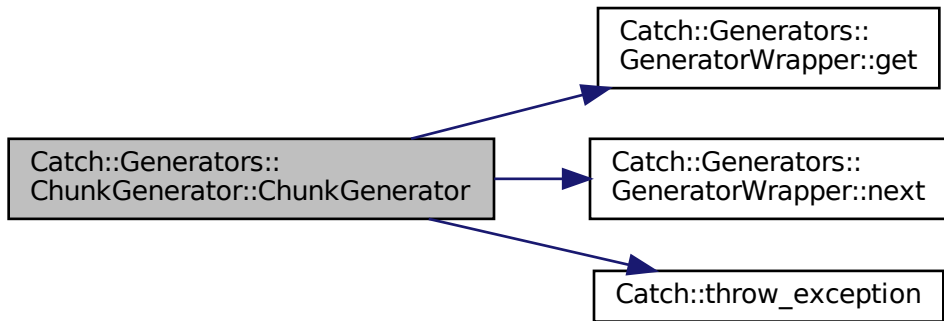 Catch::Generators::
GeneratorWrapper::get
Catch::Generators::
ChunkGenerator::ChunkGenerator
Catch::Generators::
GeneratorWrapper::next
Catch::throw_exception